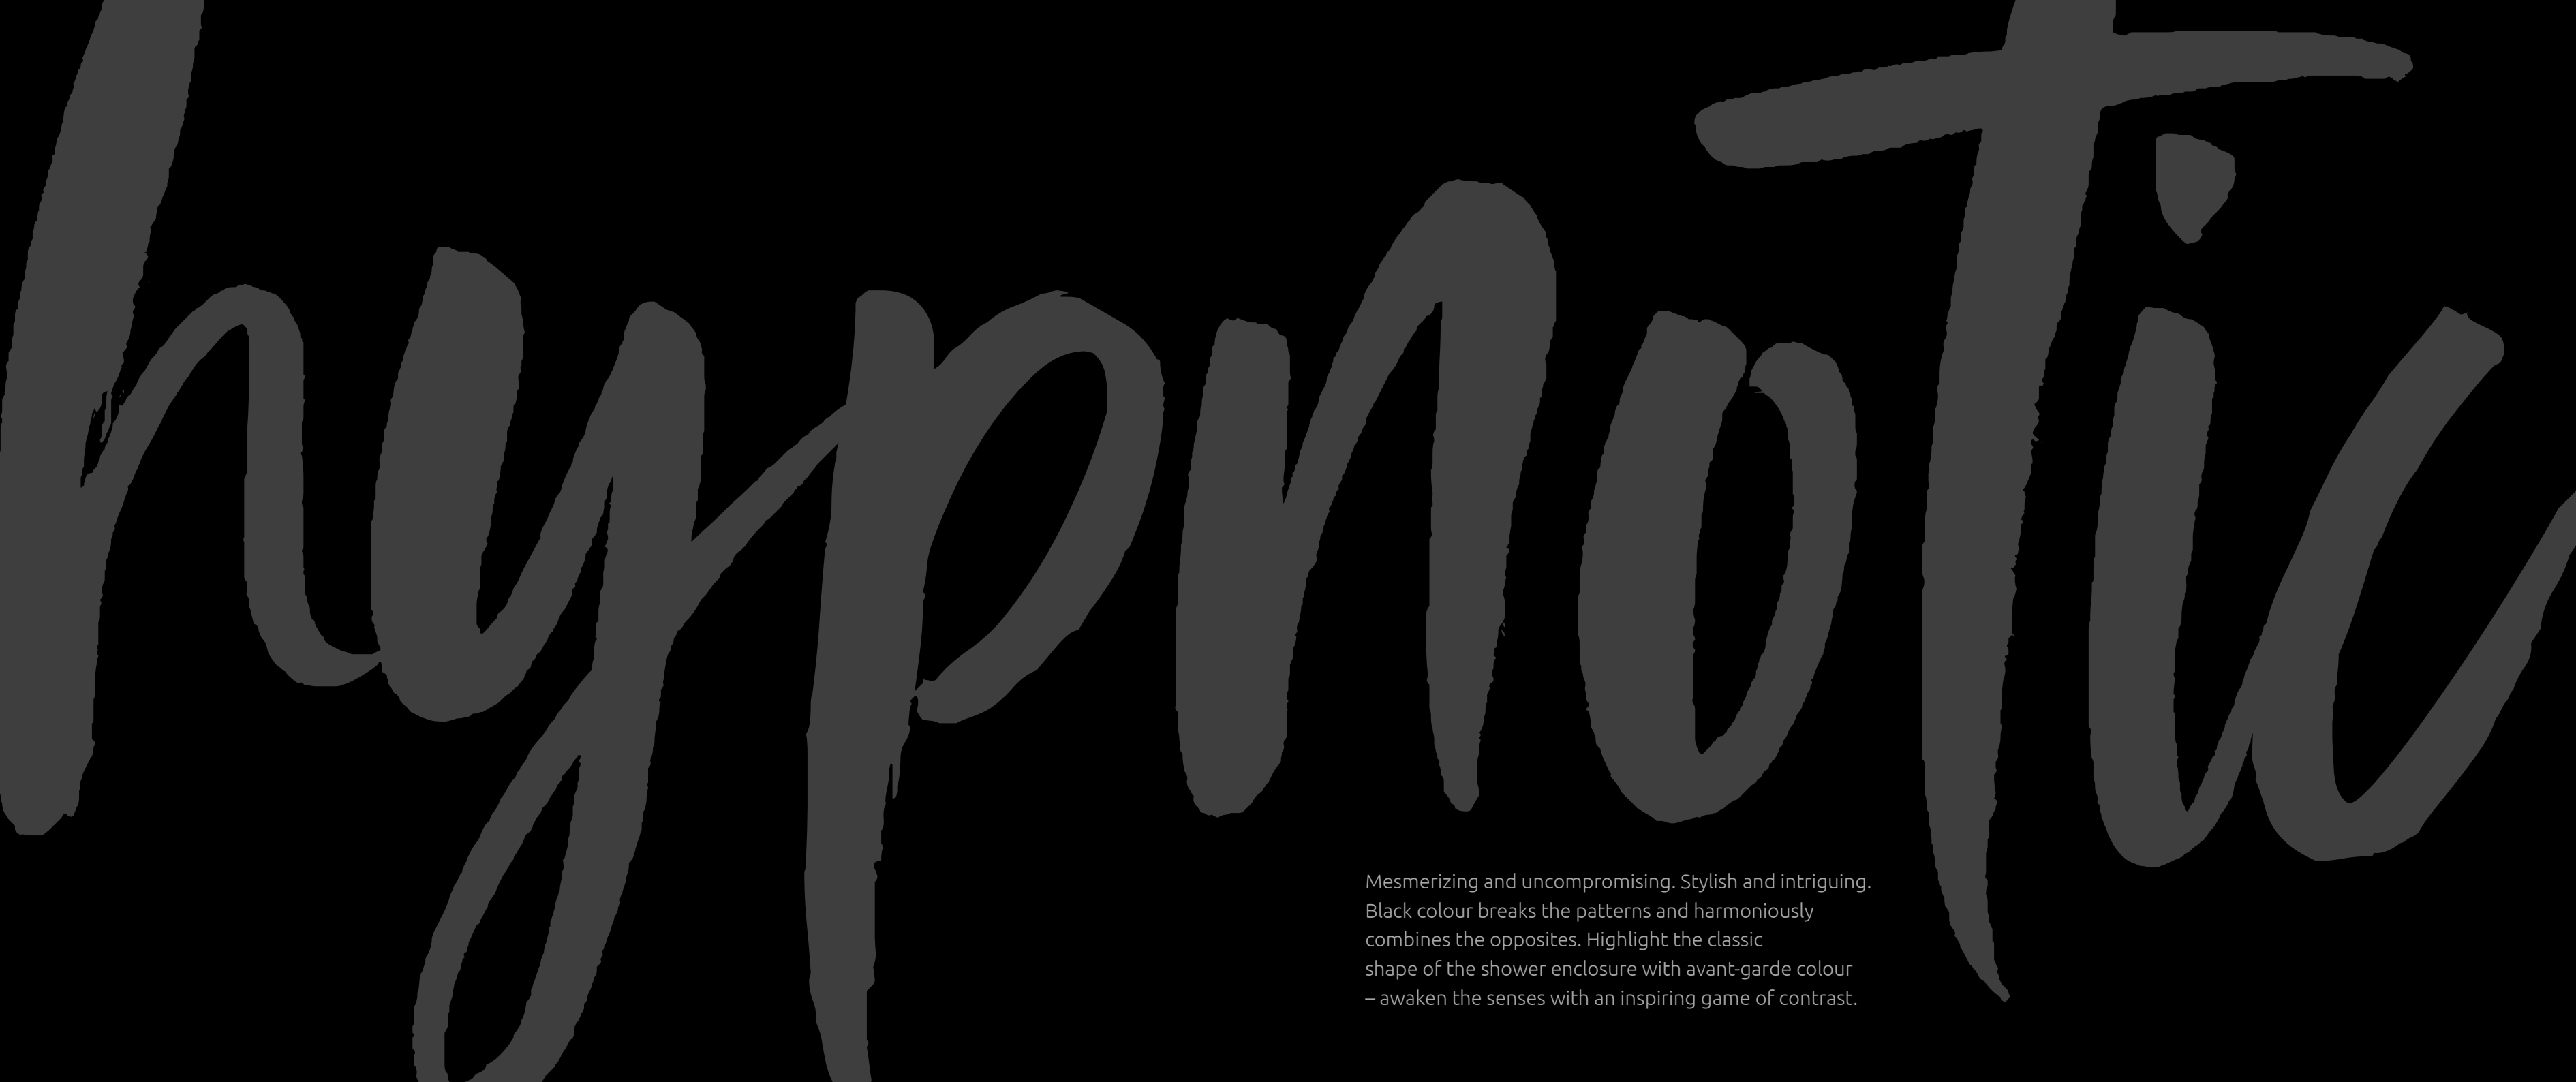 hypnotic
Mesmerizing and uncompromising. Stylish and intriguing.
Black colour breaks the patterns and harmoniously
combines the opposites. Highlight the classic
shape of the shower enclosure with avant-garde colour
– awaken the senses with an inspiring game of contrast.